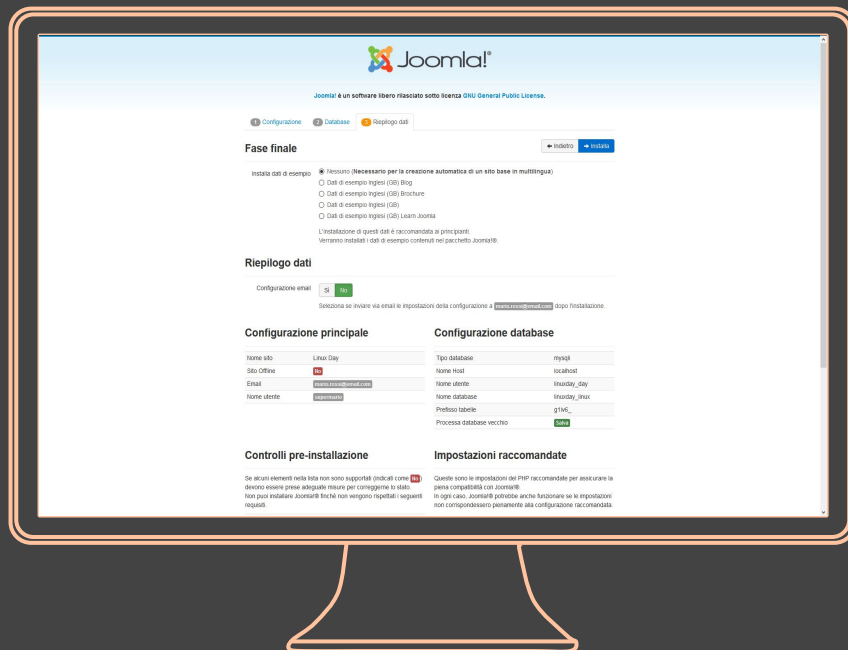 Joomla!®
Joomla! è un software libero rilasciato sotto licenza GNU General Public License.
1 Configurazione 2 Database 3 Riepilogo dati
Fase finale
Indietro Installa
Installa dati di esempio
Nessuno (Necessario per la creazione automatica di un sito base in multilingua)
Dati di esempio Inglesi (GB) Blog
Dati di esempio Inglesi (GB) Brochure
Dati di esempio Inglesi (GB)
Dati di esempio Inglesi (GB) Learn Joomla
L'installazione di questi dati è raccomandata ai principianti.
Verranno installati i dati di esempio contenuti nel pacchetto Joomla!®.
Riepilogo dati
Configurazione email Sì No
Seleziona se inviare via email le impostazioni della configurazione a mario.rossi@email.com dopo l'installazione.
Configurazione principale
Nome sito Linux Day
Sito Offline No
Email mario.rossi@email.com
Nome utente supermario
Configurazione database
Tipo database mysqli
Nome Host localhost
Nome utente linuxday_day
Nome database linuxday_linux
Prefisso tabelle g1iv6_
Processa database vecchio Salva
Controlli pre-installazione
Se alcuni elementi nella lista non sono supportati (indicati come No)
devono essere prese adeguate misure per correggerne lo stato.
Non puoi installare Joomla!® finché non vengono rispettati i seguenti
requisiti.
Impostazioni raccomandate
Queste sono le impostazioni del PHP raccomandate per assicurare la
piena compatibilità con Joomla!®.
In ogni caso, Joomla!® potrebbe anche funzionare se le impostazioni
non corrispondessero pienamente alla configurazione raccomandata.